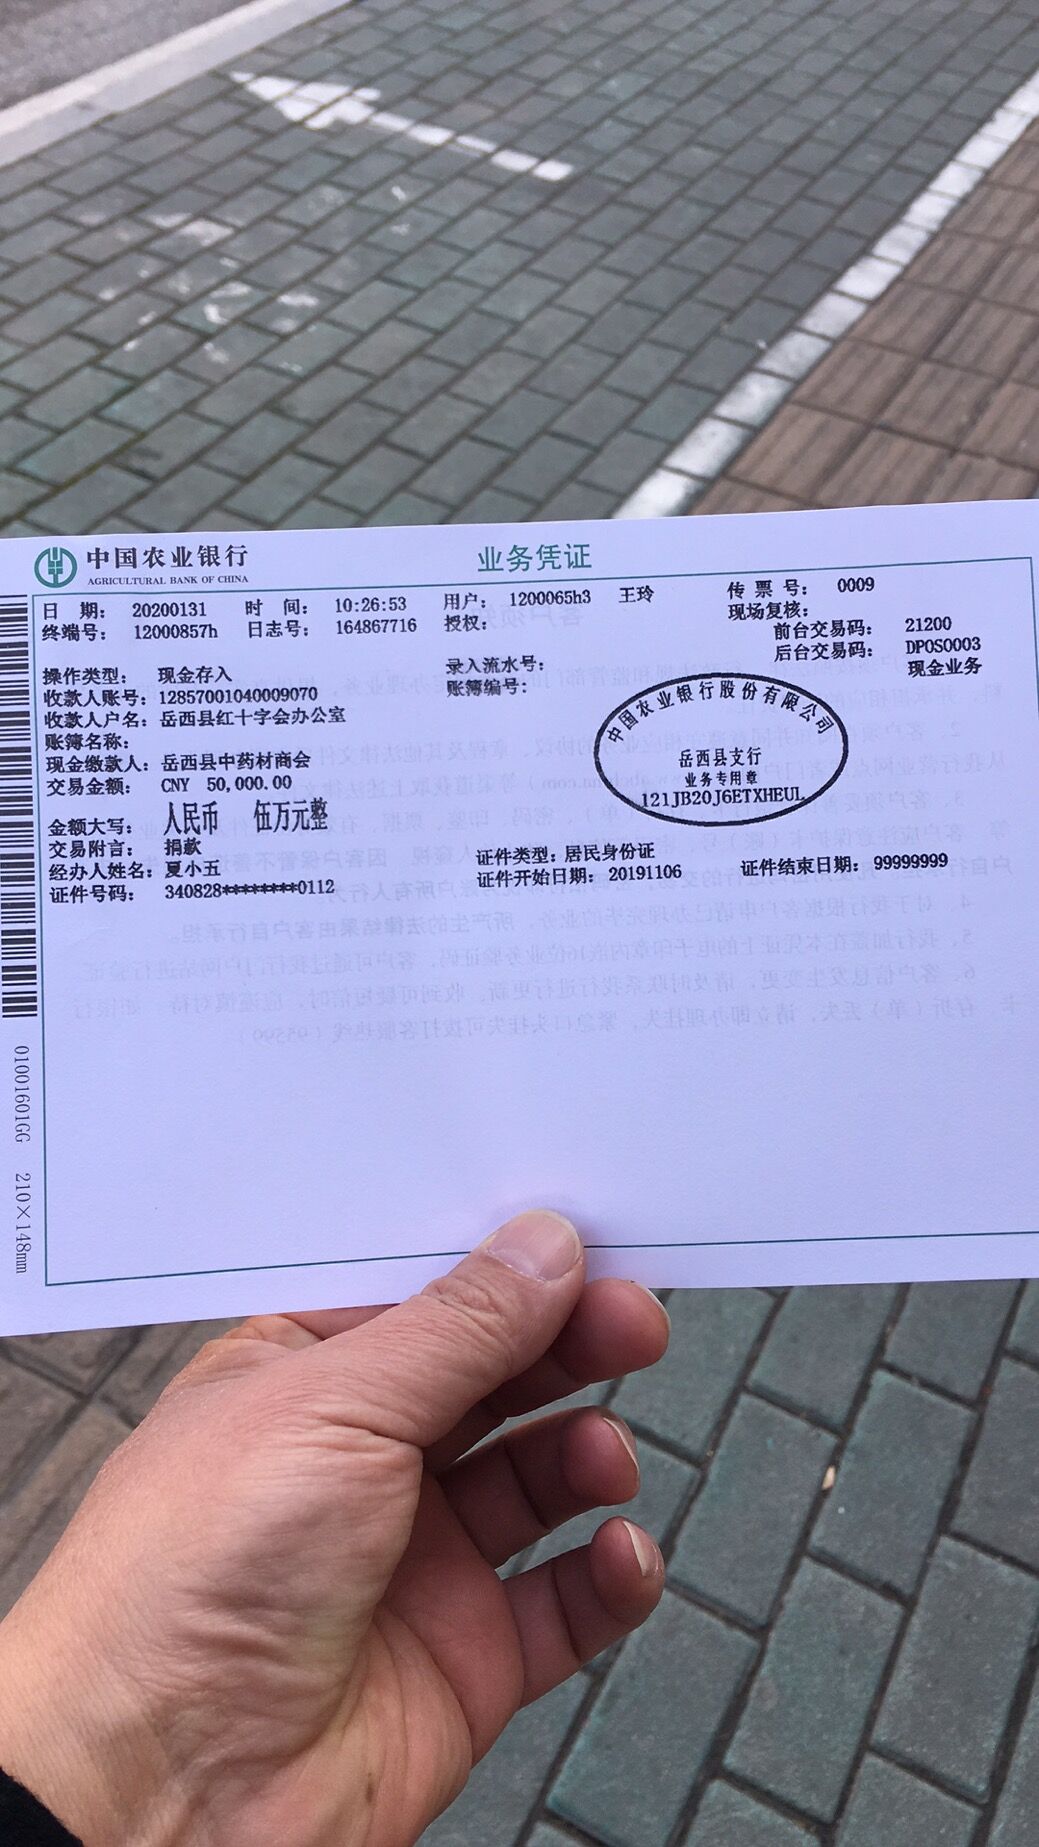 中国农业银行
AGRICULTURAL BANK OF CHINA
业务凭证
日 期: 20200131 时 间: 10:26:53 用户: 1200065h3 王玲 传 票 号: 0009
终端号: 12000857h 日志号: 164867716 授权: 现场复核:
前台交易码: 21200
后台交易码: DPOS0003
操作类型: 现金存入 录入流水号: 现金业务
收款人账号: 12857001040009070 账簿编号:
收款人户名: 岳西县红十字会办公室
账簿名称:
现金缴款人: 岳西县中药材商会
交易金额: CNY 50,000.00
金额大写: 人民币 伍万元整
交易附言: 捐款
经办人姓名: 夏小五 证件类型: 居民身份证
证件号码: 340828********0112 证件开始日期: 20191106 证件结束日期: 99999999
中国农业银行股份有限公司
岳西县支行
业务专用章
121JB20J6ETXHEUL
01001601GG 210×148mm